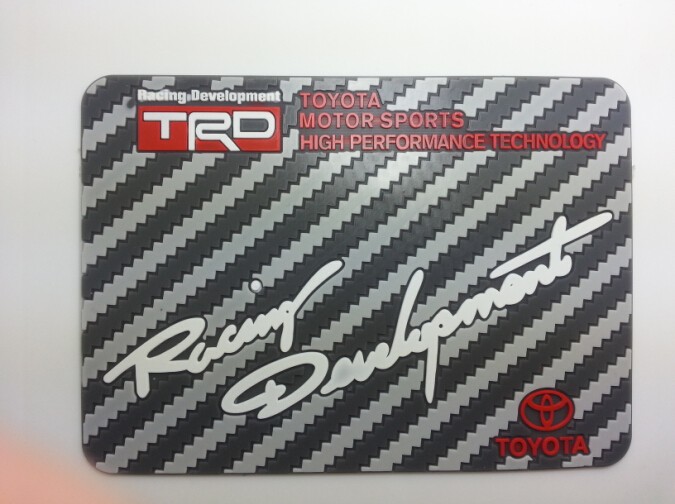 Racing Development
TRD
TOYOTA
MOTOR SPORTS
HIGH PERFORMANCE TECHNOLOGY
Racing
Development
TOYOTA